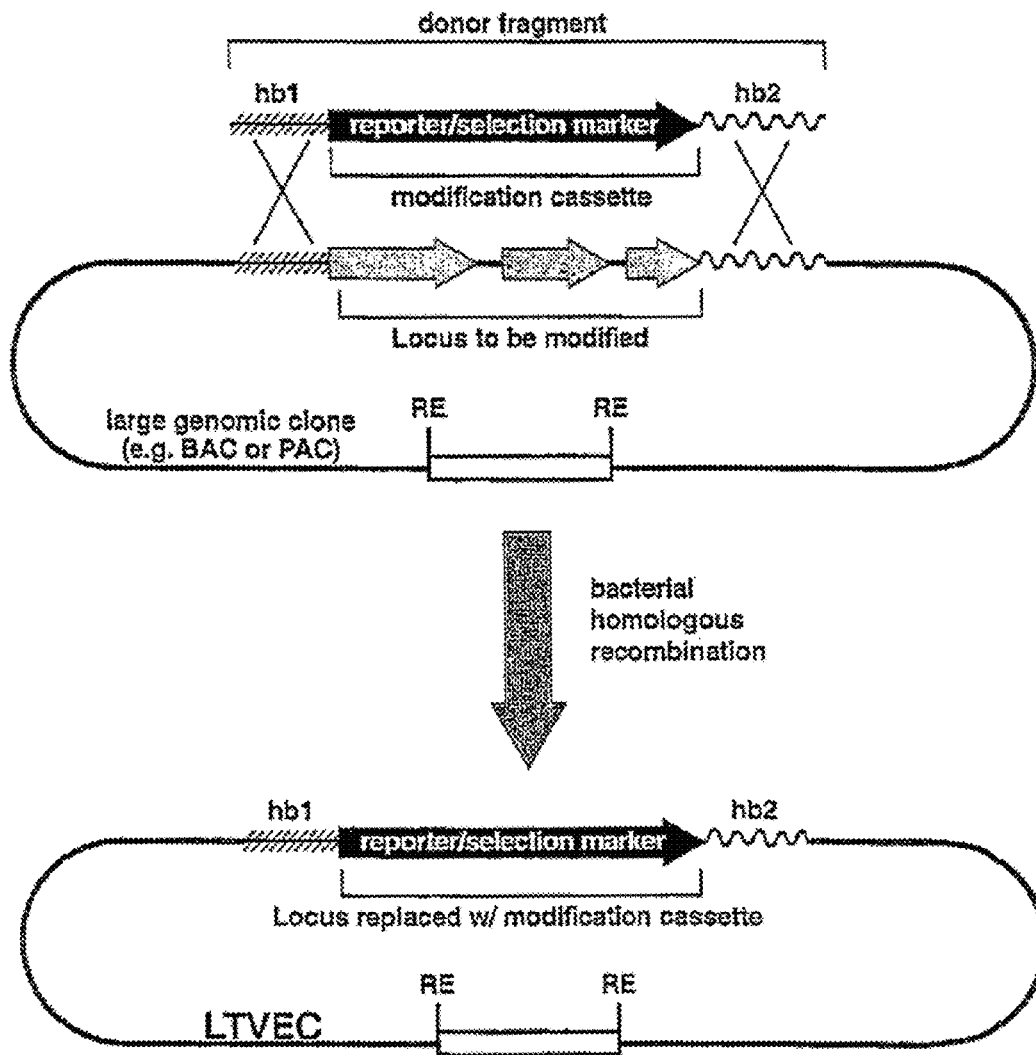 donor fragment
hb1
hb2
reporter/selection marker
modification cassette
Locus to be modified
RE
RE
large genomic clone
(e.g. BAC or PAC)
bacterial
homologous
recombination
hb1
hb2
reporter/selection marker
Locus replaced w/ modification cassette
RE
RE
LTVEC